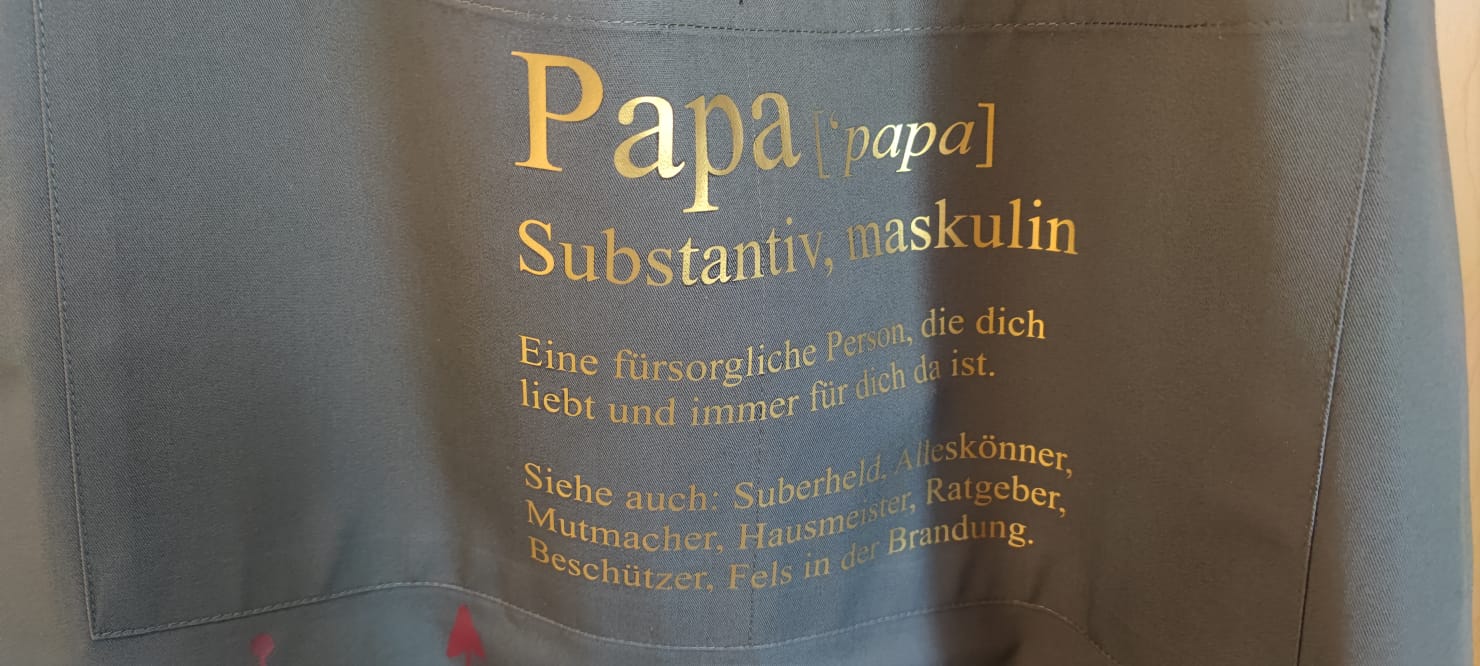 Papa ['papa]
Substantiv, maskulin
Eine fürsorgliche Person, die dich
liebt und immer für dich da ist.
Siehe auch: Suberheld. Alleskönner,
Mutmacher, Hausmeister, Ratgeber,
Beschützer, Fels in der Brandung.